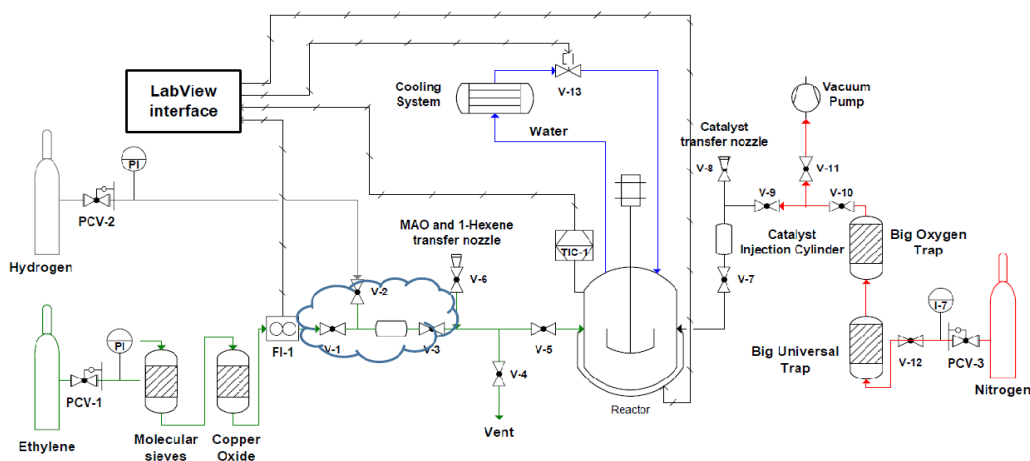 LabView
interface
Cooling
System
V-13
Vacuum
Pump
Water
Catalyst
transfer nozzle
PI
V-8
V-11
V-9
V-10
PCV-2
MAO and 1-Hexene
transfer nozzle
TIC-1
Catalyst
Injection Cylinder
Big Oxygen
Trap
Hydrogen
V-6
V-7
V-2
I-7
PI
FI-1
V-1
V-3
V-5
Big Universal
Trap
V-12
PCV-3
V-4
PCV-1
Reactor
Nitrogen
Vent
Ethylene
Molecular
sieves
Copper
Oxide